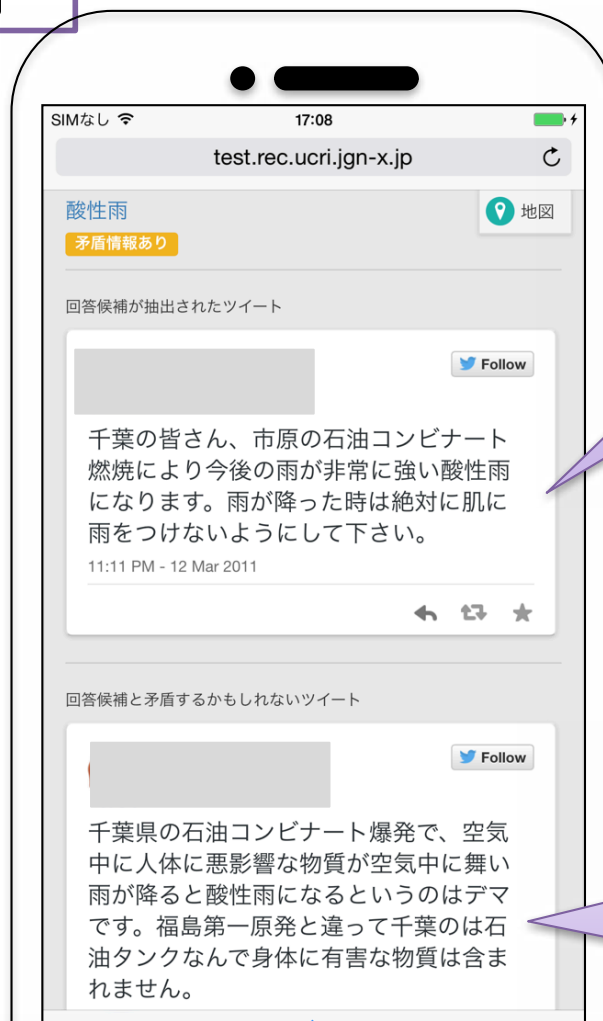 SIMなし 17:08
test.rec.ucri.jgn-x.jp
酸性雨
地図
矛盾情報あり
回答候補が抽出されたツイート
Follow
千葉の皆さん、市原の石油コンビナート
燃焼により今後の雨が非常に強い酸性雨
になります。雨が降った時は絶対に肌に
雨をつけないようにして下さい。
11:11 PM - 12 Mar 2011
回答候補と矛盾するかもしれないツイート
Follow
千葉県の石油コンビナート爆発で、空気
中に人体に悪影響な物質が空気中に舞い
雨が降ると酸性雨になるというのはデマ
です。福島第一原発と違って千葉のは石
油タンクなんで身体に有害な物質は含ま
れません。